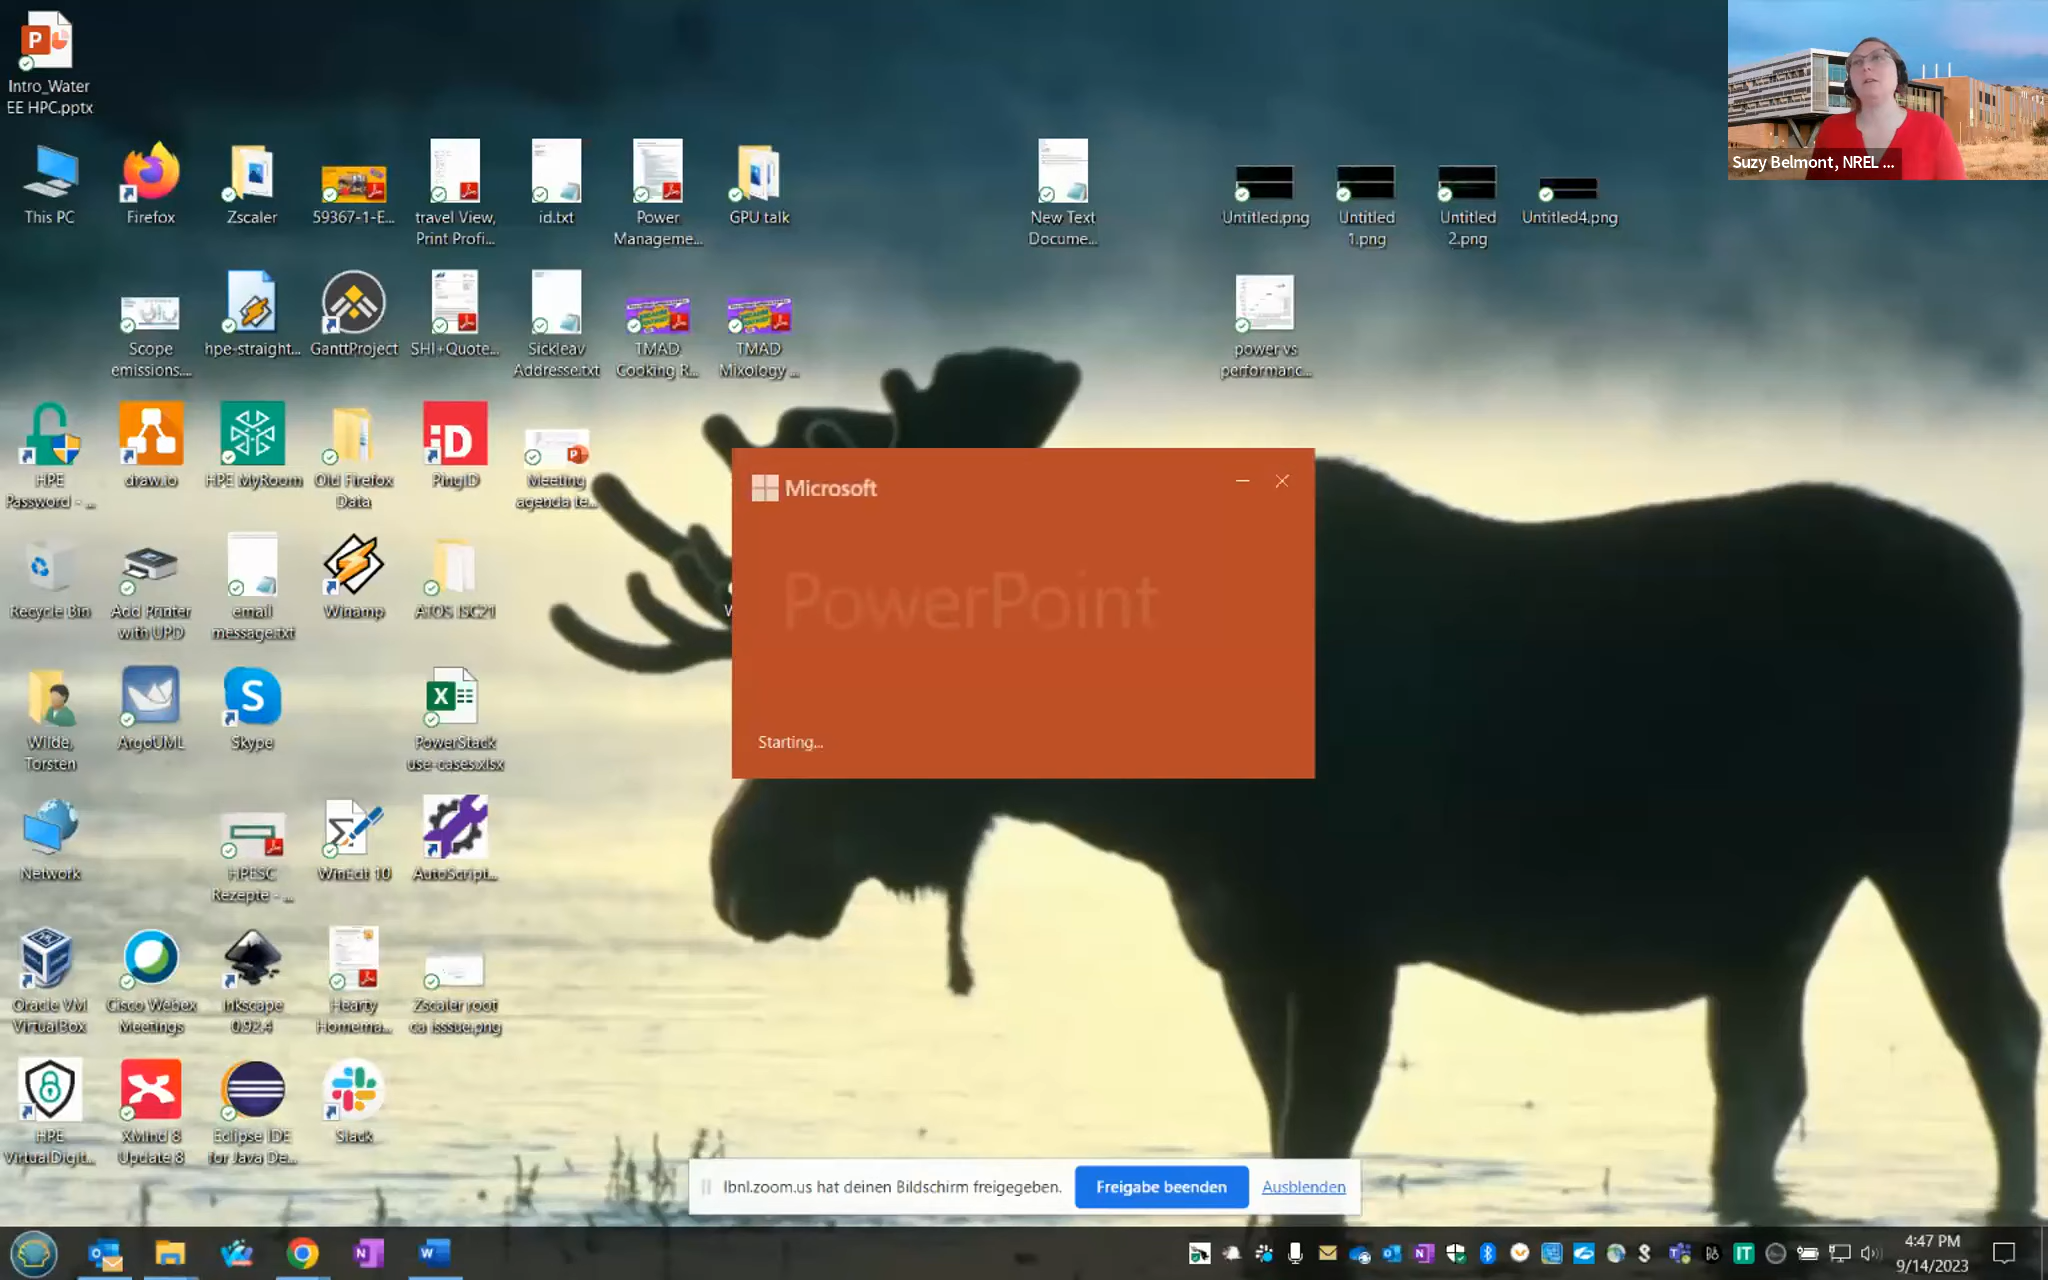 Intro_Water
EE HPC.pptx
Suzy Belmont, NREL ...
This PC
Firefox
Zscaler
59367-1-E...
travel View,
Print Profi...
id.txt
Power
Manageme...
GPU talk
New Text
Docume...
Untitled.png
Untitled
1.png
Untitled
2.png
Untitled4.png
Scope
emissions....
hpe-straight...
GanttProject
SHI+Quote...
Sickleav
Addresse.txt
TMAD
Cooking R...
TMAD
Mixology ...
power vs
performanc...
HPE
Password - ...
draw.io
HPE MyRoom
Old Firefox
Data
PingID
Meeting
agenda te...
Microsoft
PowerPoint
Starting...
Recycle Bin
Add Printer
with UPD
email
message.txt
Winamp
ATOS ISC21
Wilde,
Torsten
ArgoUML
Skype
PowerStack
use-cases.xlsx
Network
HPESC
Rezepte - ...
WinEdt 10
AutoScript...
Oracle VM
VirtualBox
Cisco Webex
Meetings
Inkscape
0.92.4
Hearty
Homema...
Zscaler root
ca isssue.png
HPE
VirtualDigit...
XMind 8
Update 8
Eclipse IDE
for Java De...
Slack
lbnl.zoom.us hat deinen Bildschirm freigegeben.
Freigabe beenden
Ausblenden
4:47 PM
9/14/2023